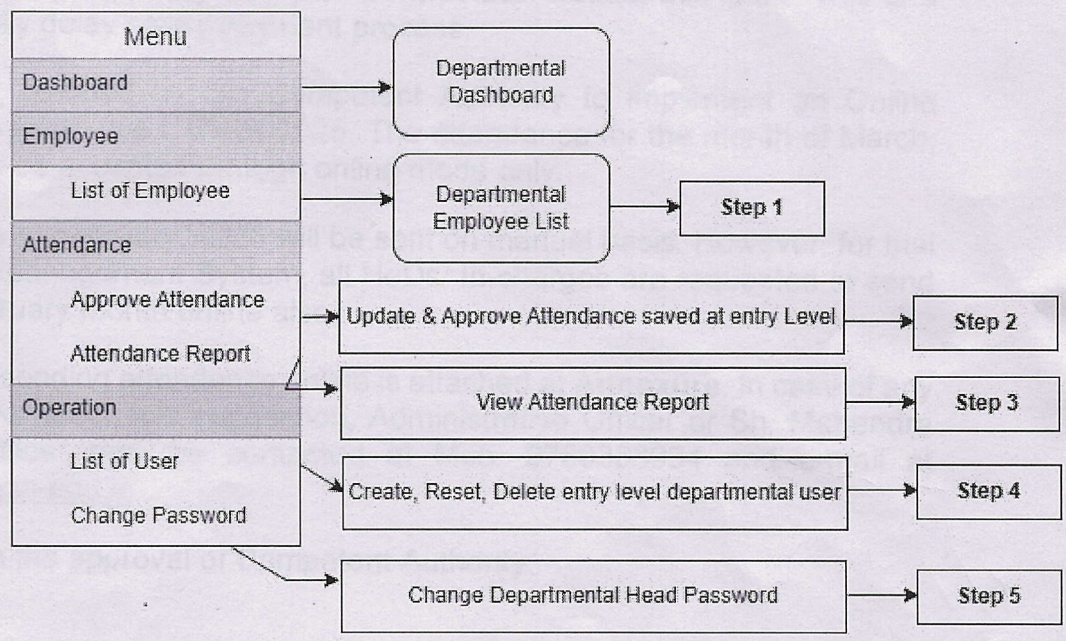 Menu
Dashboard
Employee
List of Employee
Attendance
Approve Attendance
Attendance Report
Operation
List of User
Change Password
Departmental
Dashboard
Departmental
Employee List
Step 1
Update & Approve Attendance saved at entry Level
Step 2
View Attendance Report
Step 3
Create, Reset, Delete entry level departmental user
Step 4
Change Departmental Head Password
Step 5